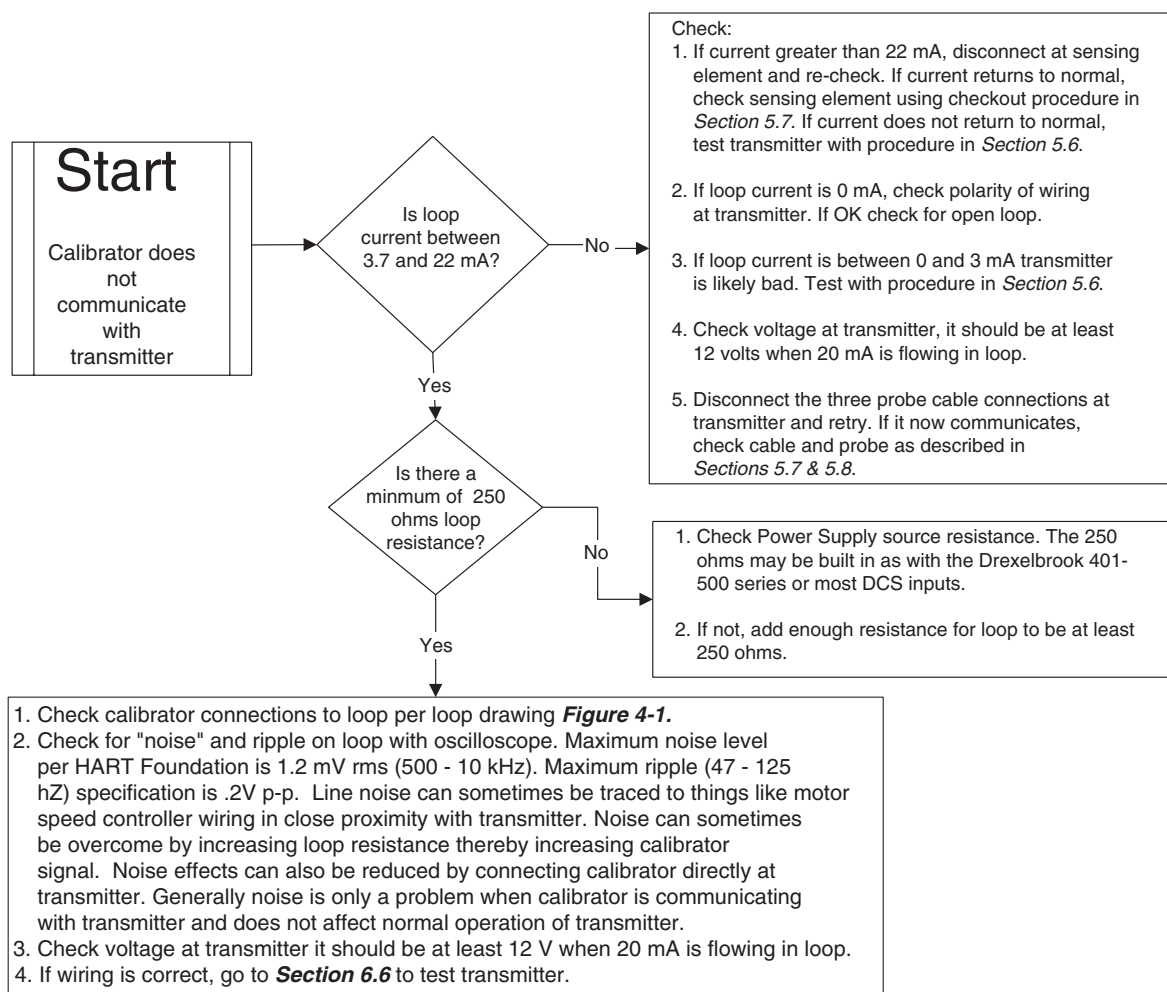 Start
Calibrator does
not
communicate
with
transmitter
Is loop
current between
3.7 and 22 mA?
No
Check:
1. If current greater than 22 mA, disconnect at sensing
element and re-check. If current returns to normal,
check sensing element using checkout procedure in
Section 5.7. If current does not return to normal,
test transmitter with procedure in Section 5.6.
2. If loop current is 0 mA, check polarity of wiring
at transmitter. If OK check for open loop.
3. If loop current is between 0 and 3 mA transmitter
is likely bad. Test with procedure in Section 5.6.
4. Check voltage at transmitter, it should be at least
12 volts when 20 mA is flowing in loop.
5. Disconnect the three probe cable connections at
transmitter and retry. If it now communicates,
check cable and probe as described in
Sections 5.7 & 5.8.
Yes
Is there a
minmum of 250
ohms loop
resistance?
No
1. Check Power Supply source resistance. The 250
ohms may be built in as with the Drexelbrook 401-
500 series or most DCS inputs.
2. If not, add enough resistance for loop to be at least
250 ohms.
Yes
1. Check calibrator connections to loop per loop drawing Figure 4-1.
2. Check for "noise" and ripple on loop with oscilloscope. Maximum noise level
per HART Foundation is 1.2 mV rms (500 - 10 kHz). Maximum ripple (47 - 125
hZ) specification is .2V p-p. Line noise can sometimes be traced to things like motor
speed controller wiring in close proximity with transmitter. Noise can sometimes
be overcome by increasing loop resistance thereby increasing calibrator
signal. Noise effects can also be reduced by connecting calibrator directly at
transmitter. Generally noise is only a problem when calibrator is communicating
with transmitter and does not affect normal operation of transmitter.
3. Check voltage at transmitter it should be at least 12 V when 20 mA is flowing in loop.
4. If wiring is correct, go to Section 6.6 to test transmitter.